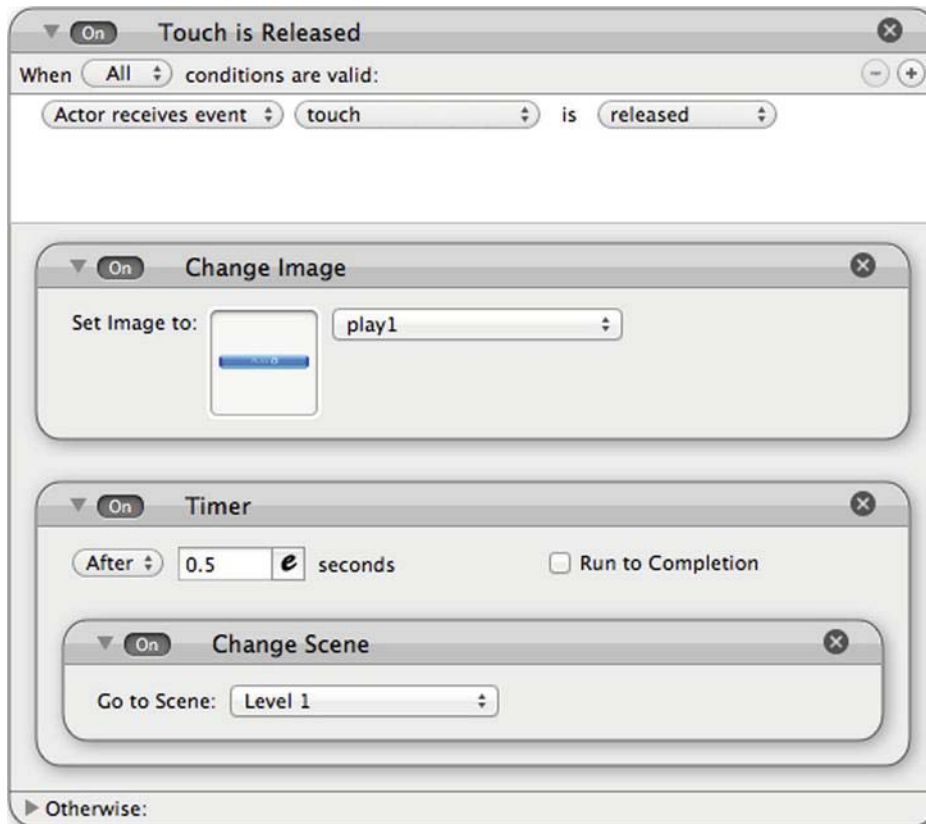 On Touch is Released
When All conditions are valid:
Actor receives event touch is released
On Change Image
Set Image to: play1
On Timer
After 0.5 e seconds Run to Completion
On Change Scene
Go to Scene: Level 1
Otherwise: